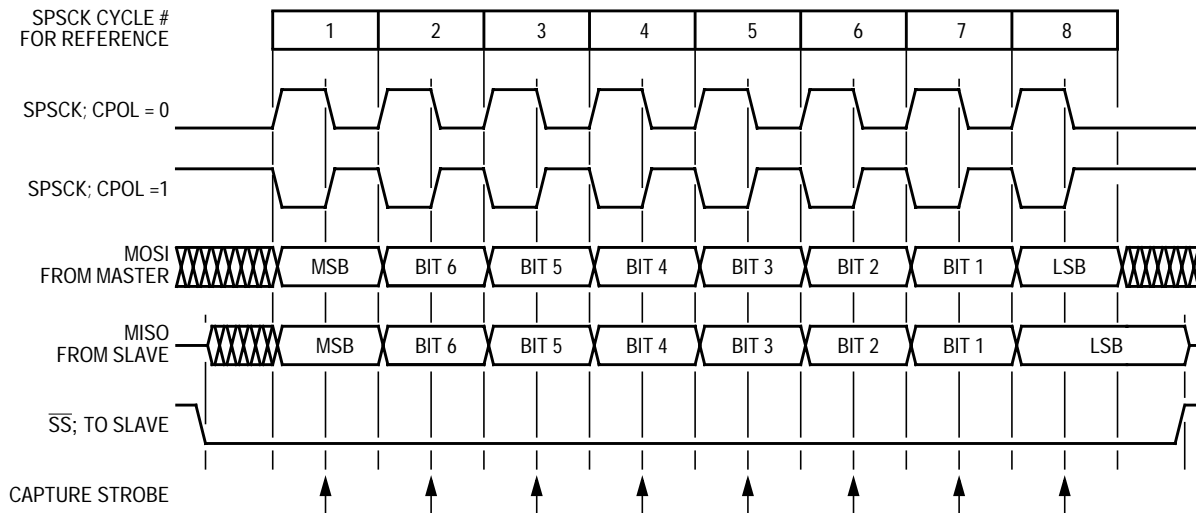 SPSCK CYCLE #
FOR REFERENCE
1 2 3 4 5 6 7 8
SPSCK; CPOL = 0
SPSCK; CPOL =1
MOSI
FROM MASTER
MSB BIT 6 BIT 5 BIT 4 BIT 3 BIT 2 BIT 1 LSB
MISO
FROM SLAVE
MSB BIT 6 BIT 5 BIT 4 BIT 3 BIT 2 BIT 1 LSB
SS; TO SLAVE
CAPTURE STROBE